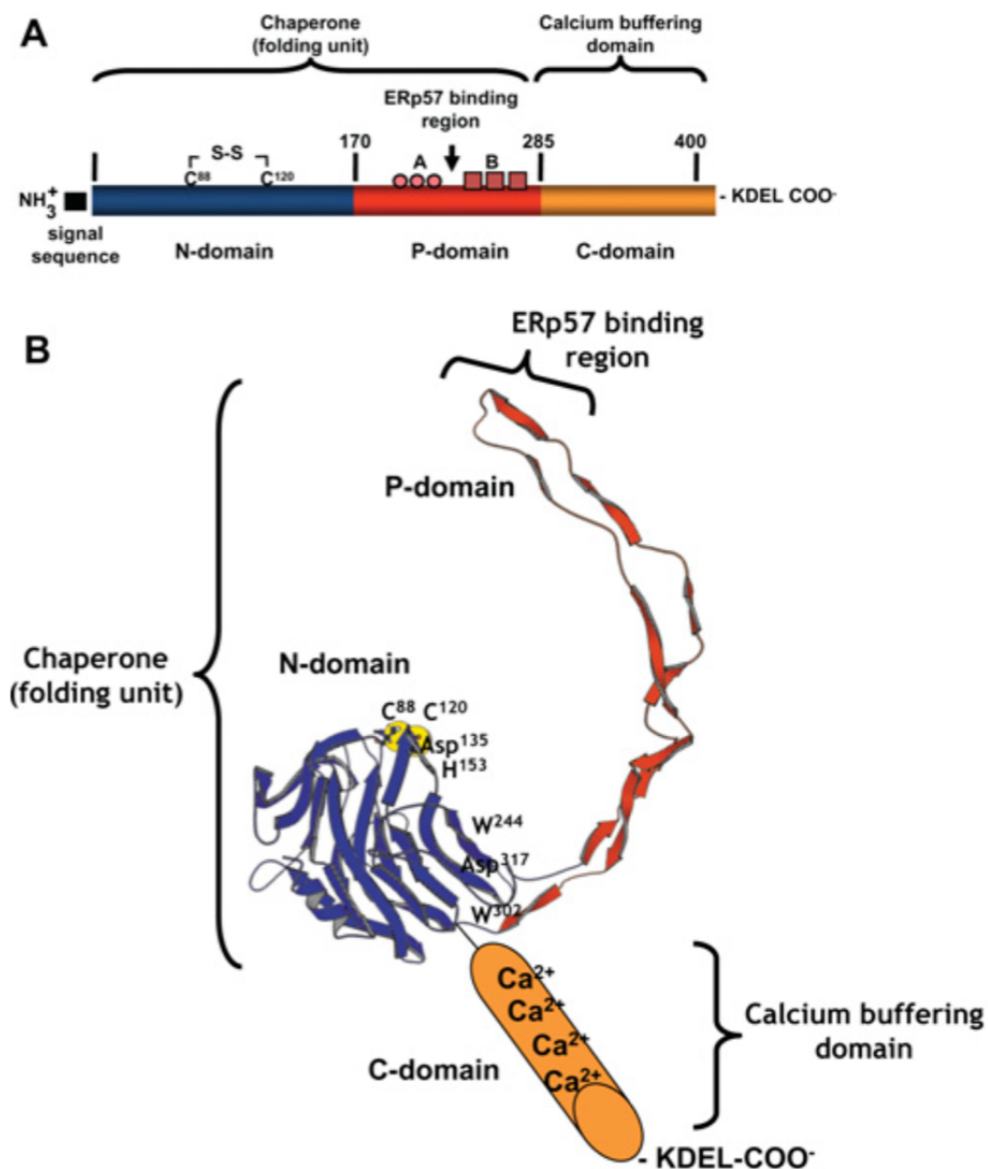 A
Chaperone
(folding unit)
Calcium buffering
domain
ERp57 binding
region
170
285
400
S-S
A
B
C⁸⁸
C¹²⁰
NH₃⁺
- KDEL COO⁻
signal
sequence
N-domain
P-domain
C-domain
B
ERp57 binding
region
P-domain
Chaperone
(folding unit)
N-domain
C⁸⁸ C¹²⁰
Asp¹³⁵
H¹⁵³
W²⁴⁴
Asp³¹⁷
W³⁰²
Ca²⁺
Ca²⁺
Ca²⁺
Ca²⁺
Calcium buffering
domain
C-domain
- KDEL-COO⁻